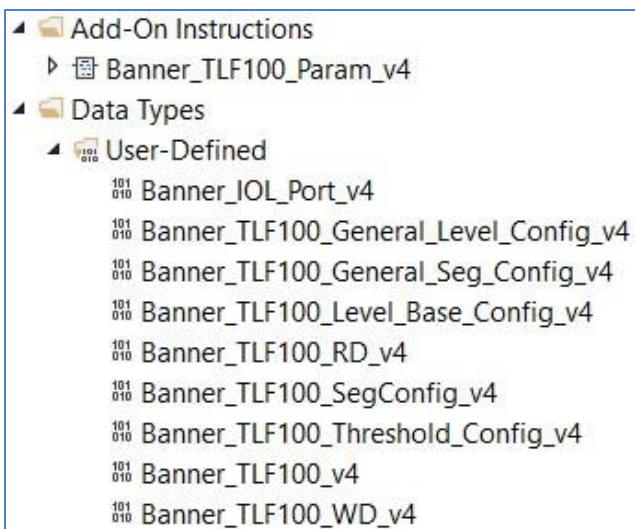 Add-On Instructions
Banner_TLF100_Param_v4
Data Types
User-Defined
Banner_IOL_Port_v4
Banner_TLF100_General_Level_Config_v4
Banner_TLF100_General_Seg_Config_v4
Banner_TLF100_Level_Base_Config_v4
Banner_TLF100_RD_v4
Banner_TLF100_SegConfig_v4
Banner_TLF100_Threshold_Config_v4
Banner_TLF100_v4
Banner_TLF100_WD_v4